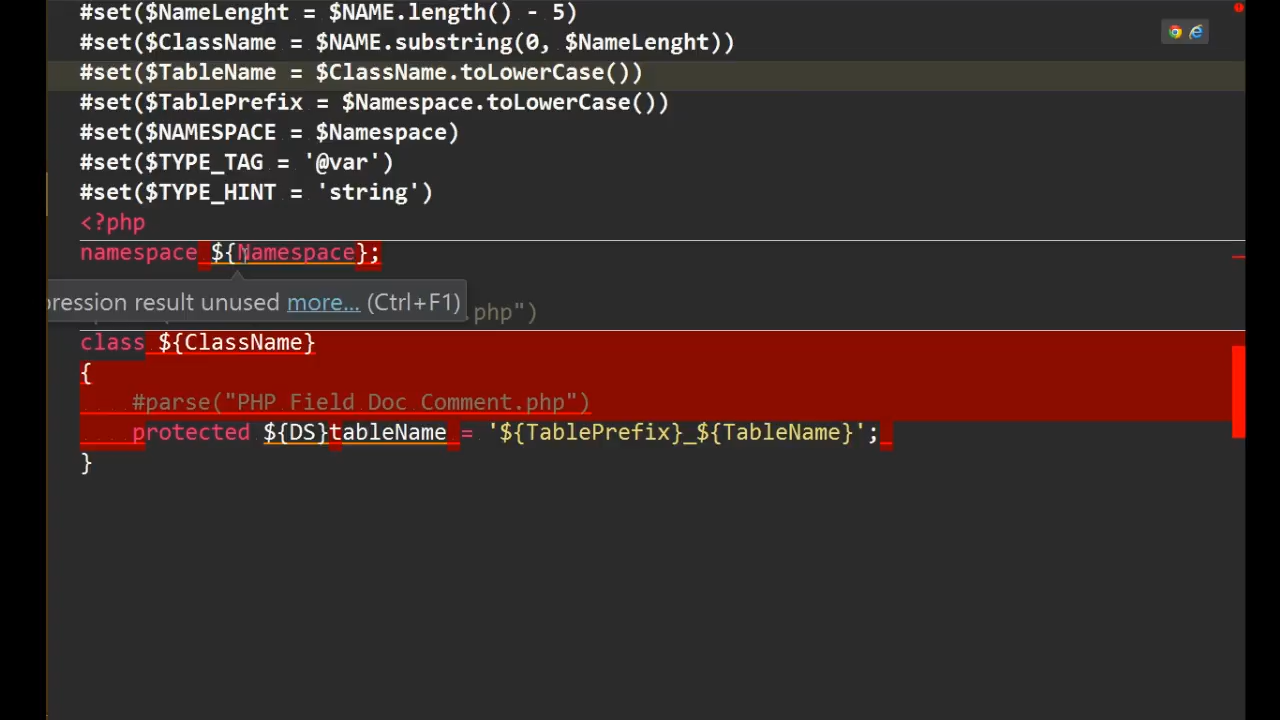 #set($NameLenght = $NAME.length() - 5)
#set($ClassName = $NAME.substring(0, $NameLenght))
#set($TableName = $ClassName.toLowerCase())
#set($TablePrefix = $Namespace.toLowerCase())
#set($NAMESPACE = $Namespace)
#set($TYPE_TAG = '@var')
#set($TYPE_HINT = 'string')
<?php
namespace ${Namespace};
ression result unused more... (Ctrl+F1)
.php")
class ${ClassName}
{
#parse("PHP Field Doc Comment.php")
protected ${DS}tableName = '${TablePrefix}_${TableName}';
}